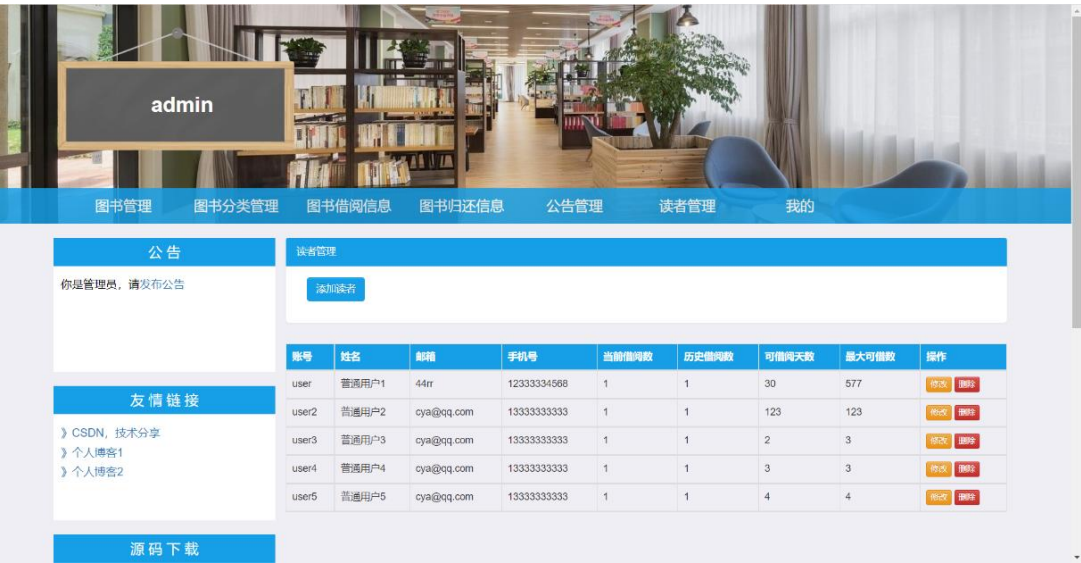 admin
图书管理 图书分类管理 图书借阅信息 图书归还信息 公告管理 读者管理 我的
公 告
你是管理员，请发布公告
友 情 链 接
》CSDN，技术分享
》个人博客1
》个人博客2
源 码 下 载
读者管理
添加读者
账号 姓名 邮箱 手机号 当前借阅数 历史借阅数 可借阅天数 最大可借数 操作
user 普通用户1 44rr 12333334568 1 1 30 577 修改 删除
user2 普通用户2 cya@qq.com 13333333333 1 1 123 123 修改 删除
user3 普通用户3 cya@qq.com 13333333333 1 1 2 3 修改 删除
user4 普通用户4 cya@qq.com 13333333333 1 1 3 3 修改 删除
user5 普通用户5 cya@qq.com 13333333333 1 1 4 4 修改 删除